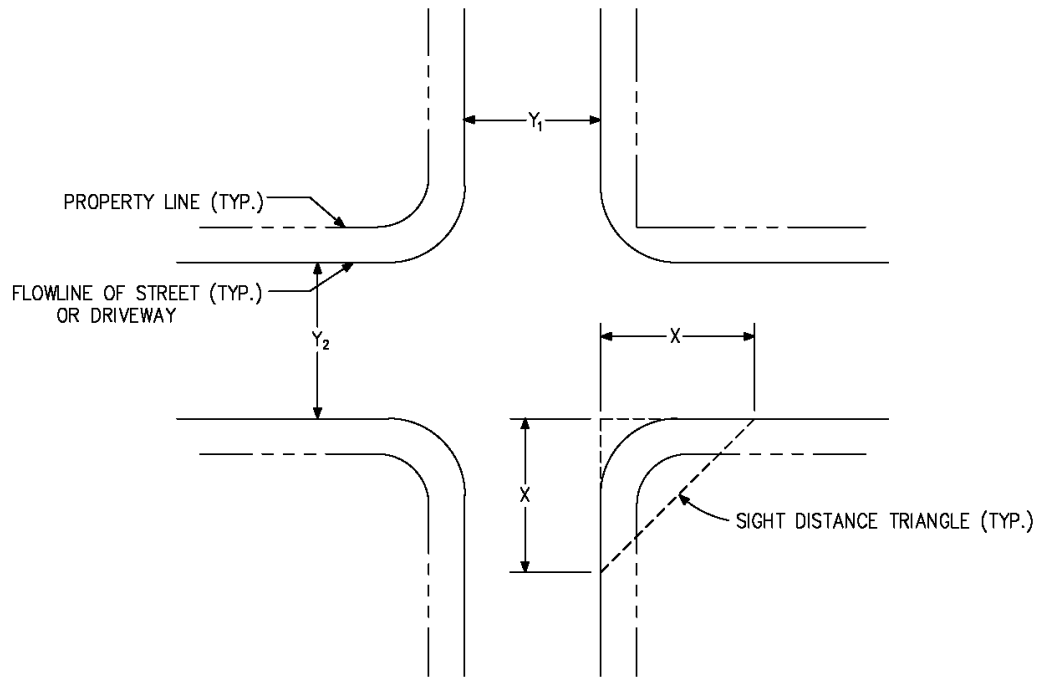 Y₁
PROPERTY LINE (TYP.)
FLOWLINE OF STREET (TYP.)
OR DRIVEWAY
Y₂
X
X
SIGHT DISTANCE TRIANGLE (TYP.)